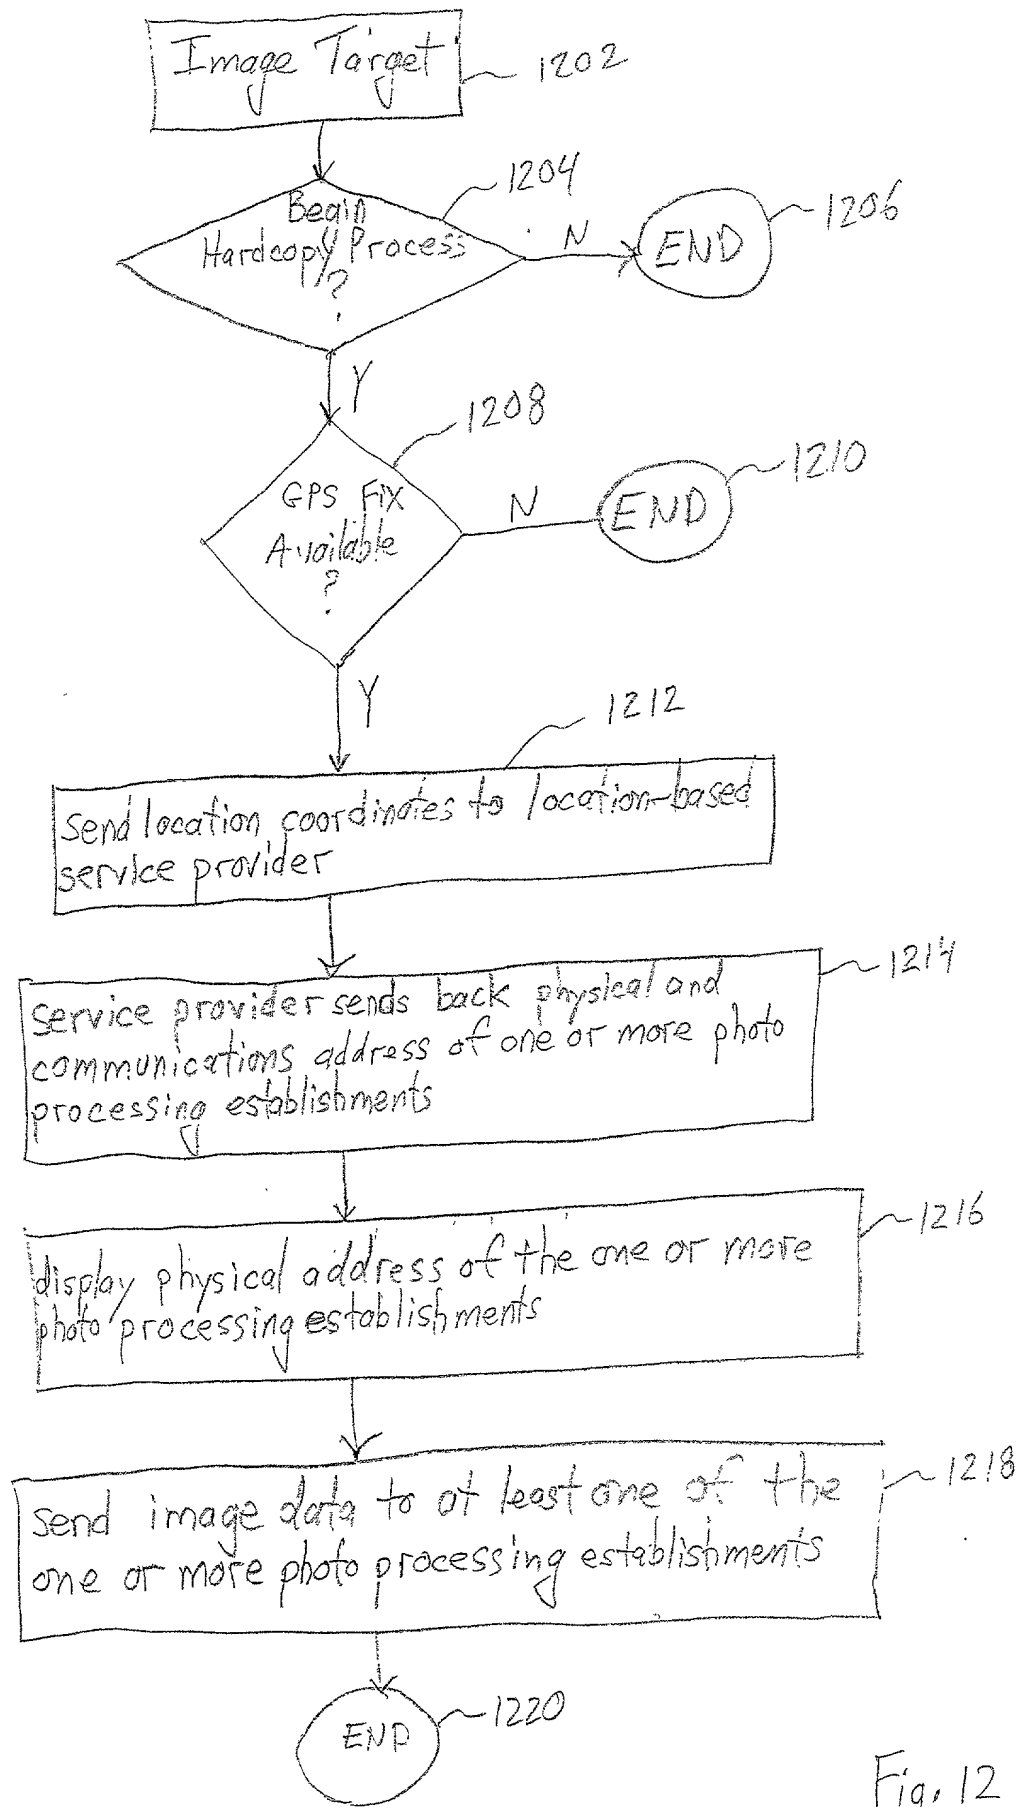 Image Target
1202
1204
Begin
Hardcopy Process
?
N
END
1206
Y
1208
GPS Fix
Available
?
N
END
1210
Y
1212
send location coordinates to location-based
service provider
1214
service provider sends back physical and
communications address of one or more photo
processing establishments
1216
display physical address of the one or more
photo processing establishments
1218
send image data to at least one of the
one or more photo processing establishments
END
1220
Fig. 12